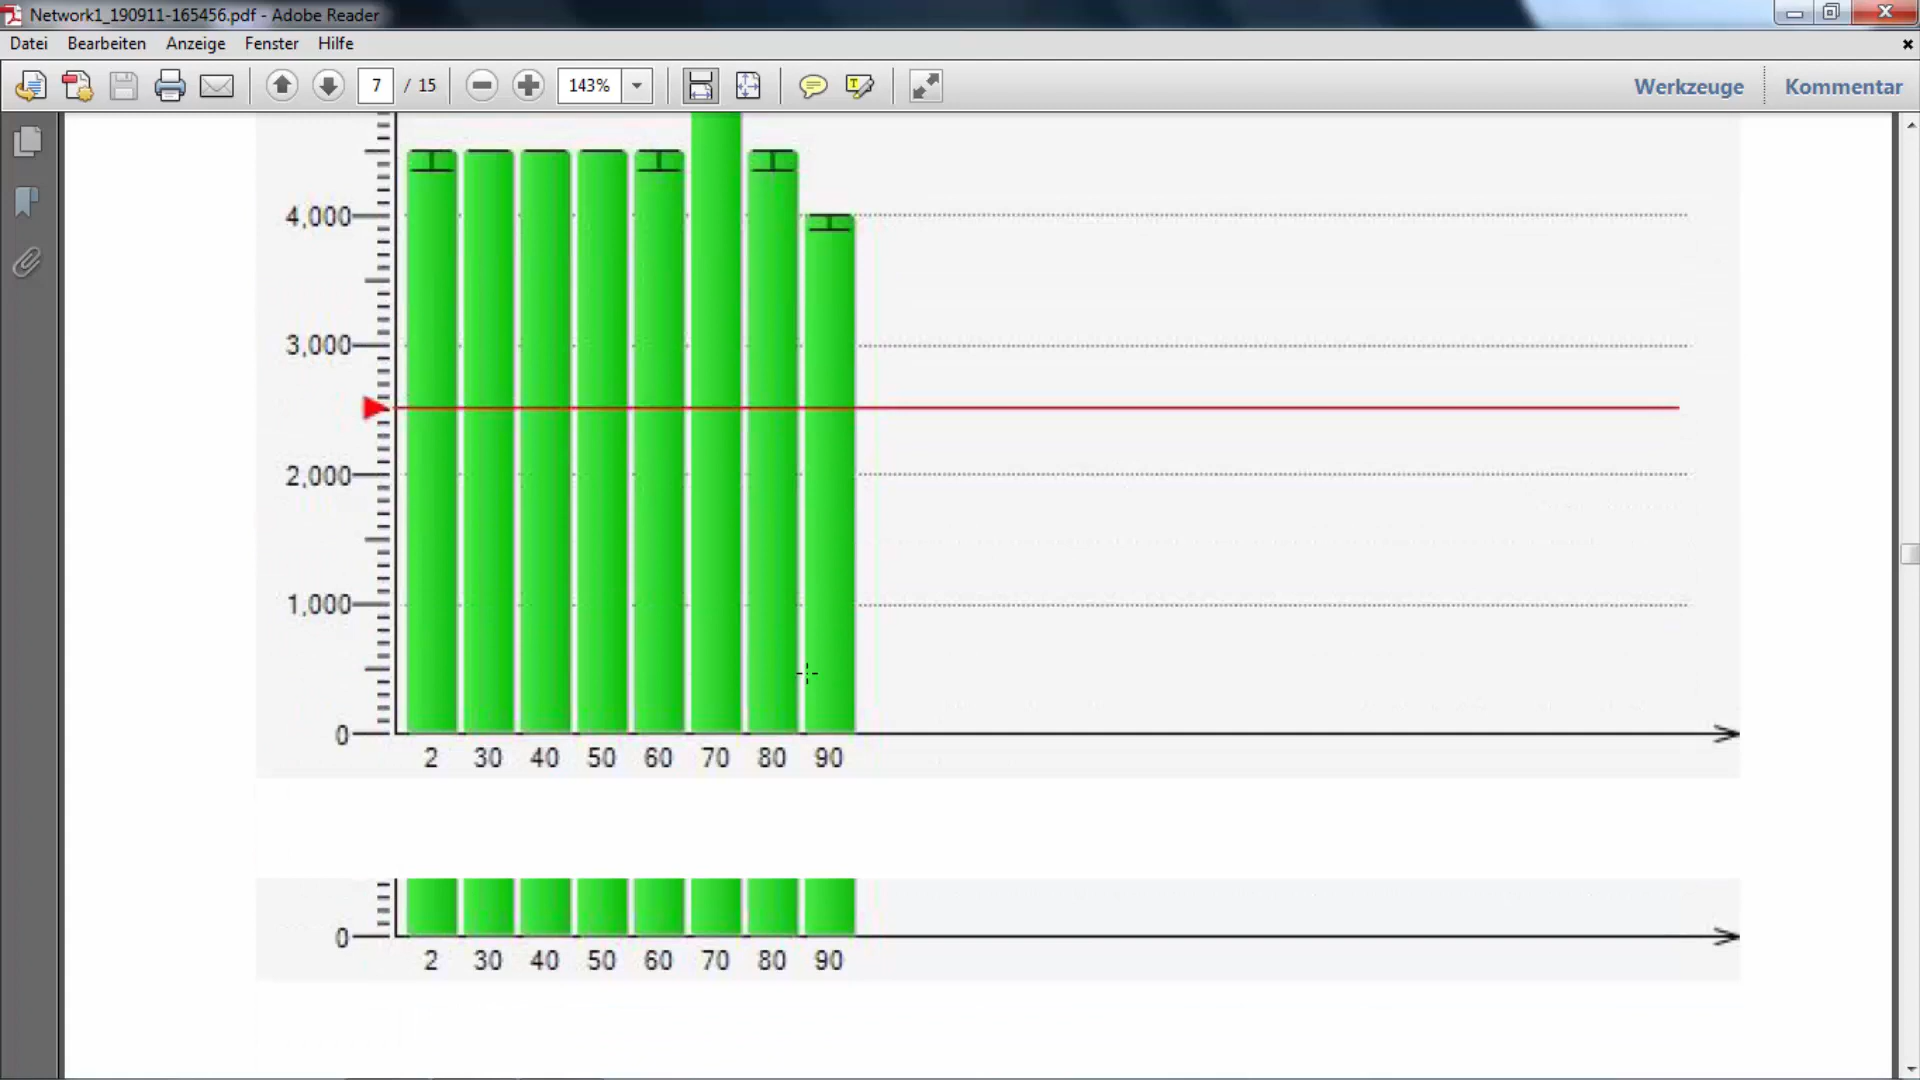 Network1_190911-165456.pdf - Adobe Reader
Datei Bearbeiten Anzeige Fenster Hilfe
7 / 15 143% Werkzeuge Kommentar
4,000
3,000
2,000
1,000
0
2 30 40 50 60 70 80 90
0
2 30 40 50 60 70 80 90